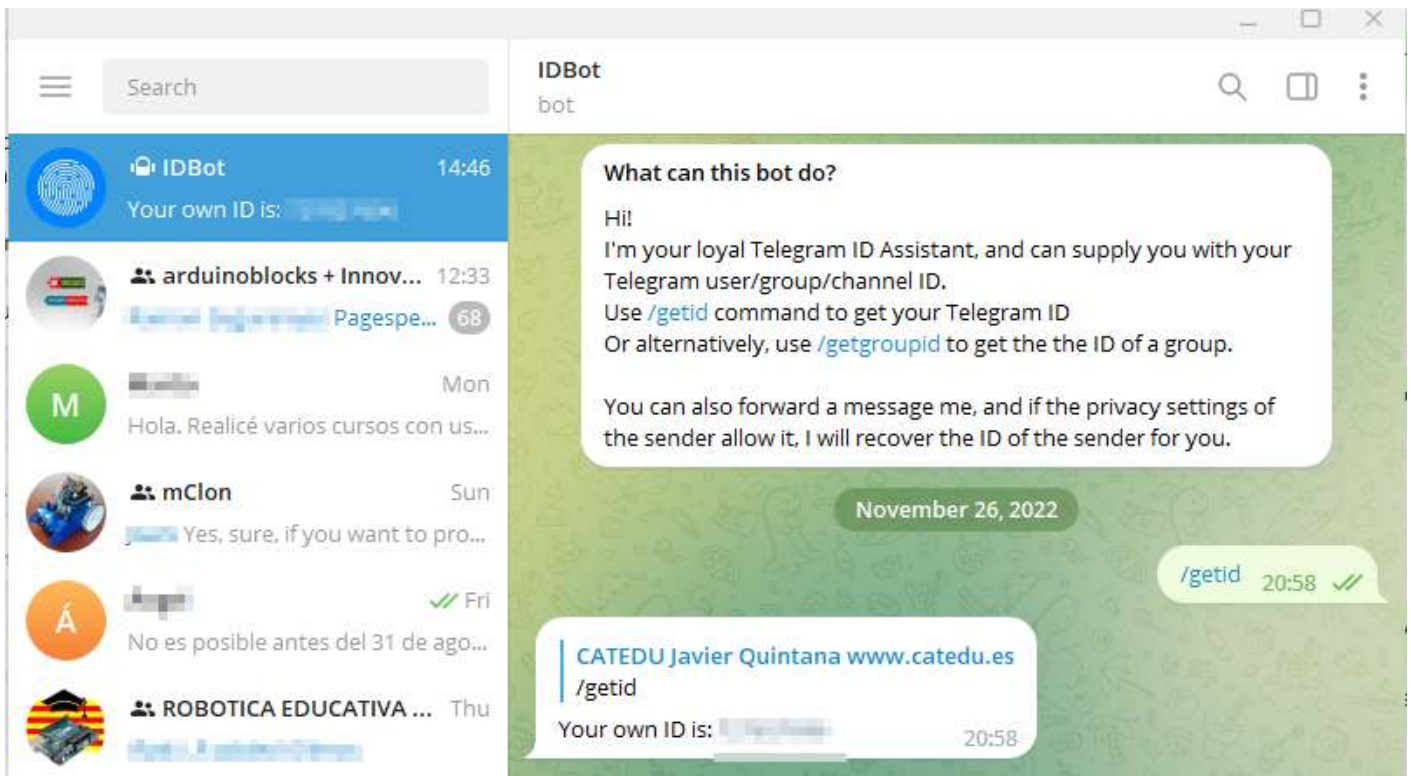 Search
IDBot
bot
IDBot 14:46
Your own ID is:
arduinoblocks + Innov... 12:33
Pagespe... 68
M
Mon
Hola. Realicé varios cursos con us...
mClon Sun
Yes, sure, if you want to pro...
Á
Fri
No es posible antes del 31 de ago...
ROBOTICA EDUCATIVA ... Thu
What can this bot do?
Hi!
I'm your loyal Telegram ID Assistant, and can supply you with your
Telegram user/group/channel ID.
Use /getid command to get your Telegram ID
Or alternatively, use /getgroupid to get the the ID of a group.
You can also forward a message me, and if the privacy settings of
the sender allow it, I will recover the ID of the sender for you.
November 26, 2022
/getid 20:58
CATEDU Javier Quintana www.catedu.es
/getid
Your own ID is:
20:58